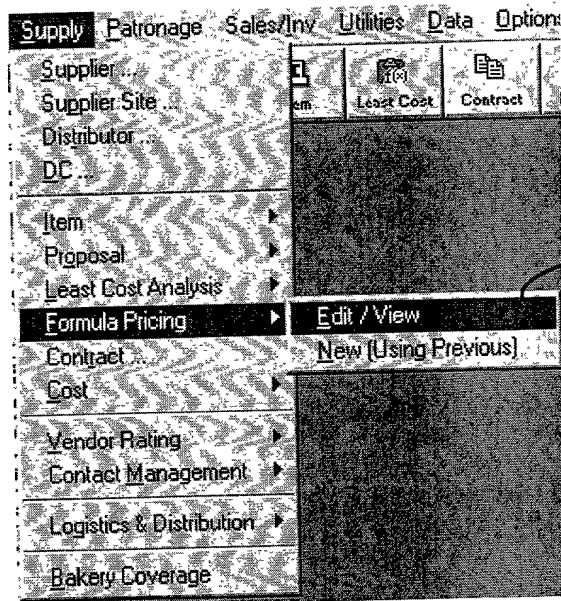 Supply Patronage Sales/Inv Utilities Data Options
Supplier ...
Supplier Site ...
Distributor ...
DC ...
Least Cost
Contract
Item
Proposal
Least Cost Analysis
Formula Pricing
Edit / View
New (Using Previous)
Contract ...
Cost
Vendor Rating
Contact Management
Logistics & Distribution
Bakery Coverage